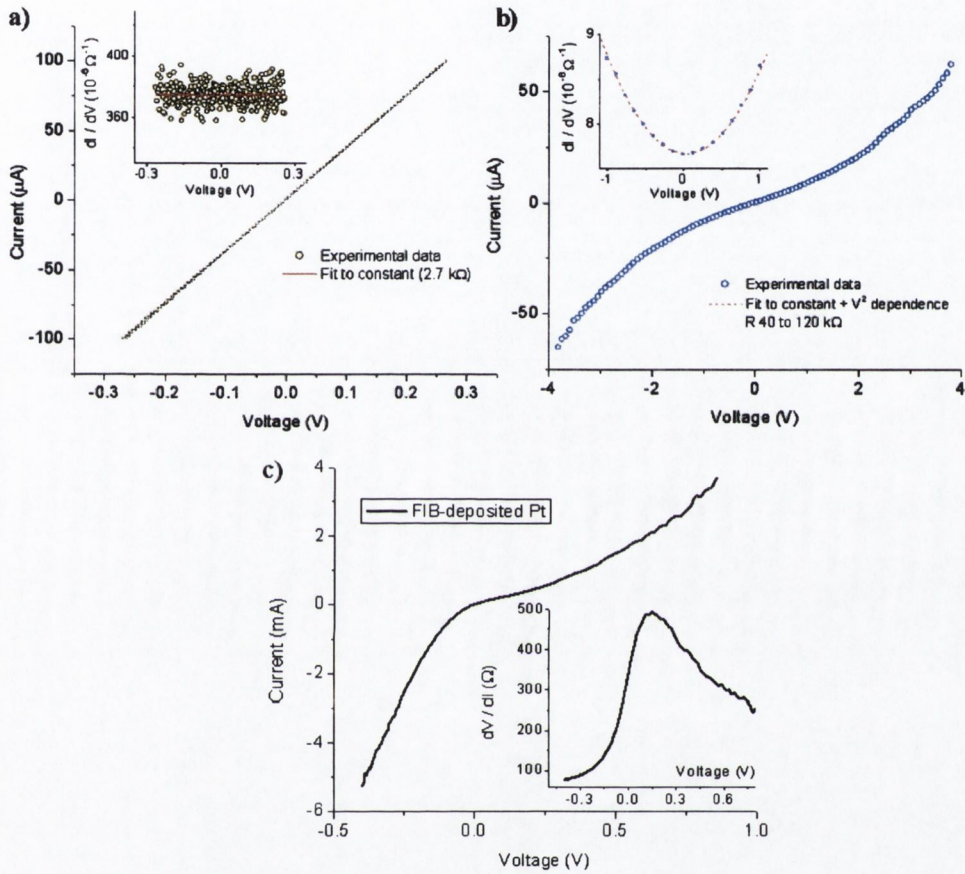 a)
dI / dV (10⁻⁶Ω⁻¹)
400
360
-0.3
0.0
0.3
Voltage (V)
Current (µA)
100
50
0
-50
-100
Experimental data
Fit to constant (2.7 kΩ)
-0.3
-0.2
-0.1
0.0
0.1
0.2
0.3
Voltage (V)
b)
dI / dV (10⁻⁶Ω⁻¹)
9
8
-1
0
1
Voltage (V)
Current (µA)
50
0
-50
Experimental data
Fit to constant + V² dependence
R 40 to 120 kΩ
-4
-2
0
2
4
Voltage (V)
c)
Current (mA)
4
2
0
-2
-4
-6
FIB-deposited Pt
dV / dI (Ω)
500
400
300
200
100
Voltage (V)
-0.3
0.0
0.3
0.6
-0.5
0.0
0.5
1.0
Voltage (V)